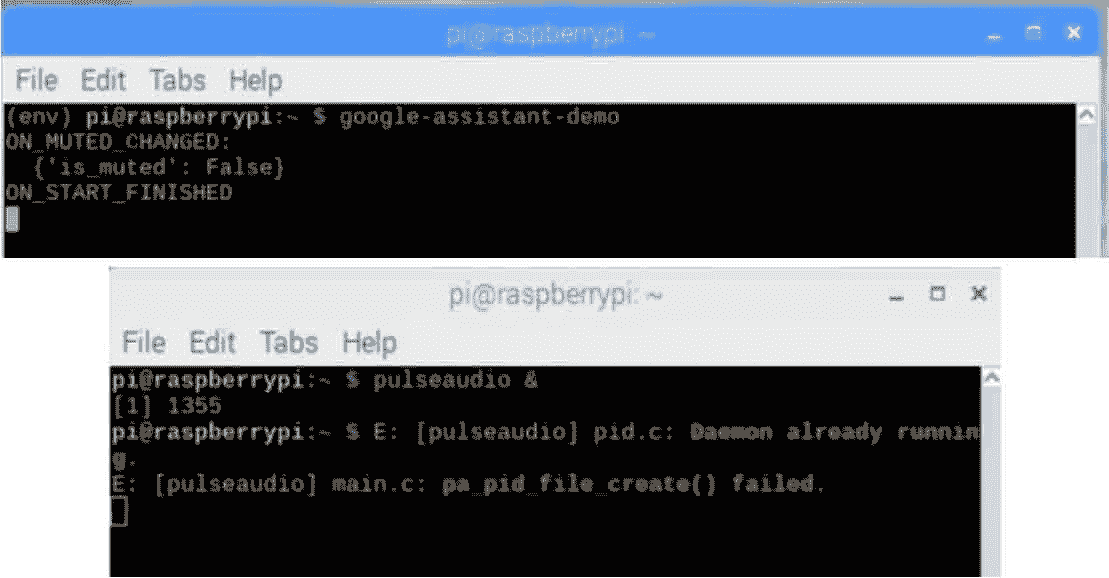 pi@raspberrypi: ~
File Edit Tabs Help
(env) pi@raspberrypi:~ $ google-assistant-demo
ON_MUTED_CHANGED:
  {'is_muted': False}
ON_START_FINISHED
pi@raspberrypi: ~
File Edit Tabs Help
pi@raspberrypi:~ $ pulseaudio &
[1] 1355
pi@raspberrypi:~ $ E: [pulseaudio] pid.c: Daemon already runnin
g.
E: [pulseaudio] main.c: pa_pid_file_create() failed.